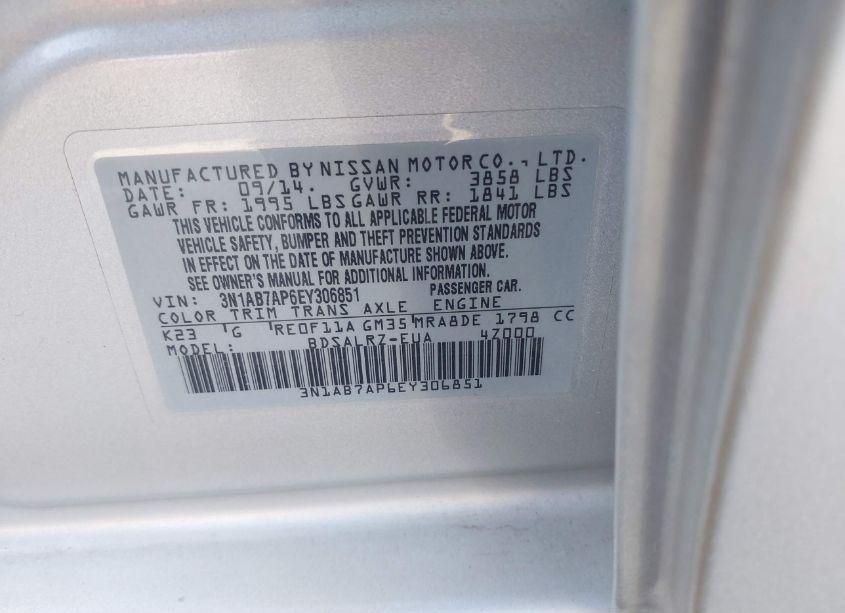 MANUFACTURED BY NISSAN MOTOR CO., LTD.
DATE: 09/14. GVWR: 3858 LBS
GAWR FR: 1995 LBS GAWR RR: 1841 LBS
THIS VEHICLE CONFORMS TO ALL APPLICABLE FEDERAL MOTOR
VEHICLE SAFETY, BUMPER AND THEFT PREVENTION STANDARDS
IN EFFECT ON THE DATE OF MANUFACTURE SHOWN ABOVE.
SEE OWNER'S MANUAL FOR ADDITIONAL INFORMATION.
VIN: 3N1AB7AP6EY306851 PASSENGER CAR.
COLOR TRIM TRANS AXLE ENGINE
K23 G RE0F11A GM35 MRA8DE 1798 CC
MODEL: BDSALRZ-EUA 47000
3N1AB7AP6EY306851